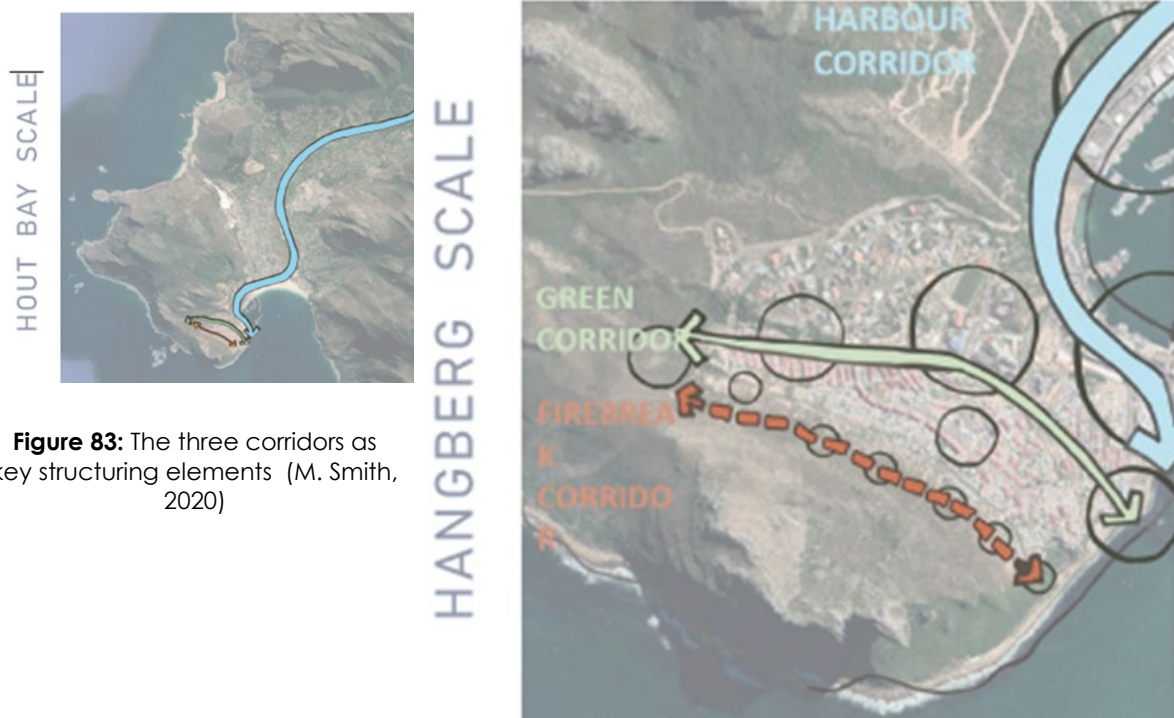 HOUT BAY SCALE
Figure 83: The three corridors as
key structuring elements (M. Smith,
2020)
HANGBERG SCALE
HARBOUR
CORRIDOR
GREEN
CORRIDOR
FIREBREA
K
CORRIDO
R